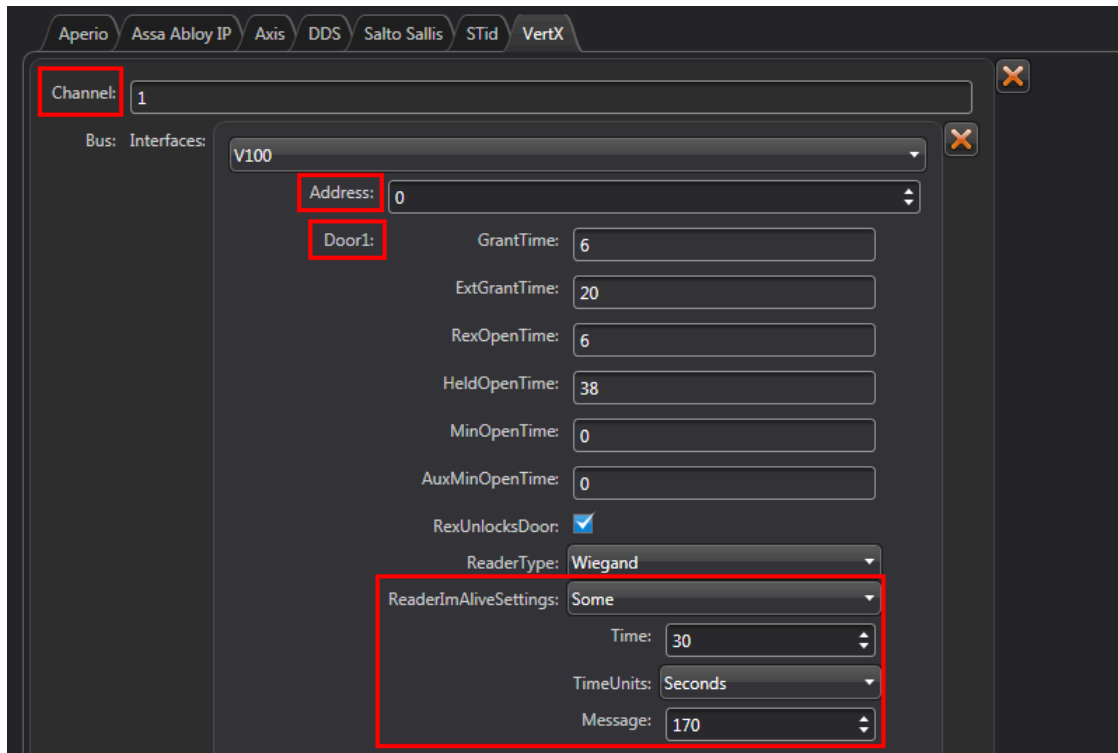 Aperio Assa Abloy IP Axis DDS Salto Sallis STid VertX
Channel: 1
Bus: Interfaces: V100
Address: 0
Door1: GrantTime: 6
ExtGrantTime: 20
RexOpenTime: 6
HeldOpenTime: 38
MinOpenTime: 0
AuxMinOpenTime: 0
RexUnlocksDoor:
ReaderType: Wiegand
ReaderImAliveSettings: Some
Time: 30
TimeUnits: Seconds
Message: 170